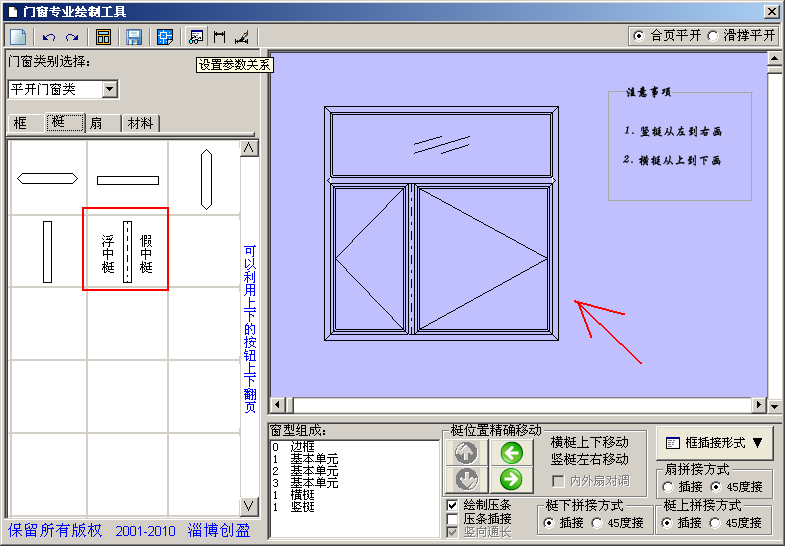 门窗专业绘制工具
合页平开 滑撑平开
门窗类别选择：
设置参数关系
平开门窗类
框 梃 扇 材料
浮中梃 假中梃
可以利用上下的按钮上下翻页
注意事项
1. 竖梃从左到右画
2. 横梃从上到下画
保留所有版权 2001-2010 淄博创盈
窗型组成：
0 边框
1 基本单元
2 基本单元
3 基本单元
1 横梃
1 竖梃
梃位置精确移动
横梃上下移动
竖梃左右移动
内外扇对调
框插接形式 ▼
扇拼接方式
插接 45度接
绘制压条
压条插接
竖向通长
梃下拼接方式
插接 45度接
梃上拼接方式
插接 45度接